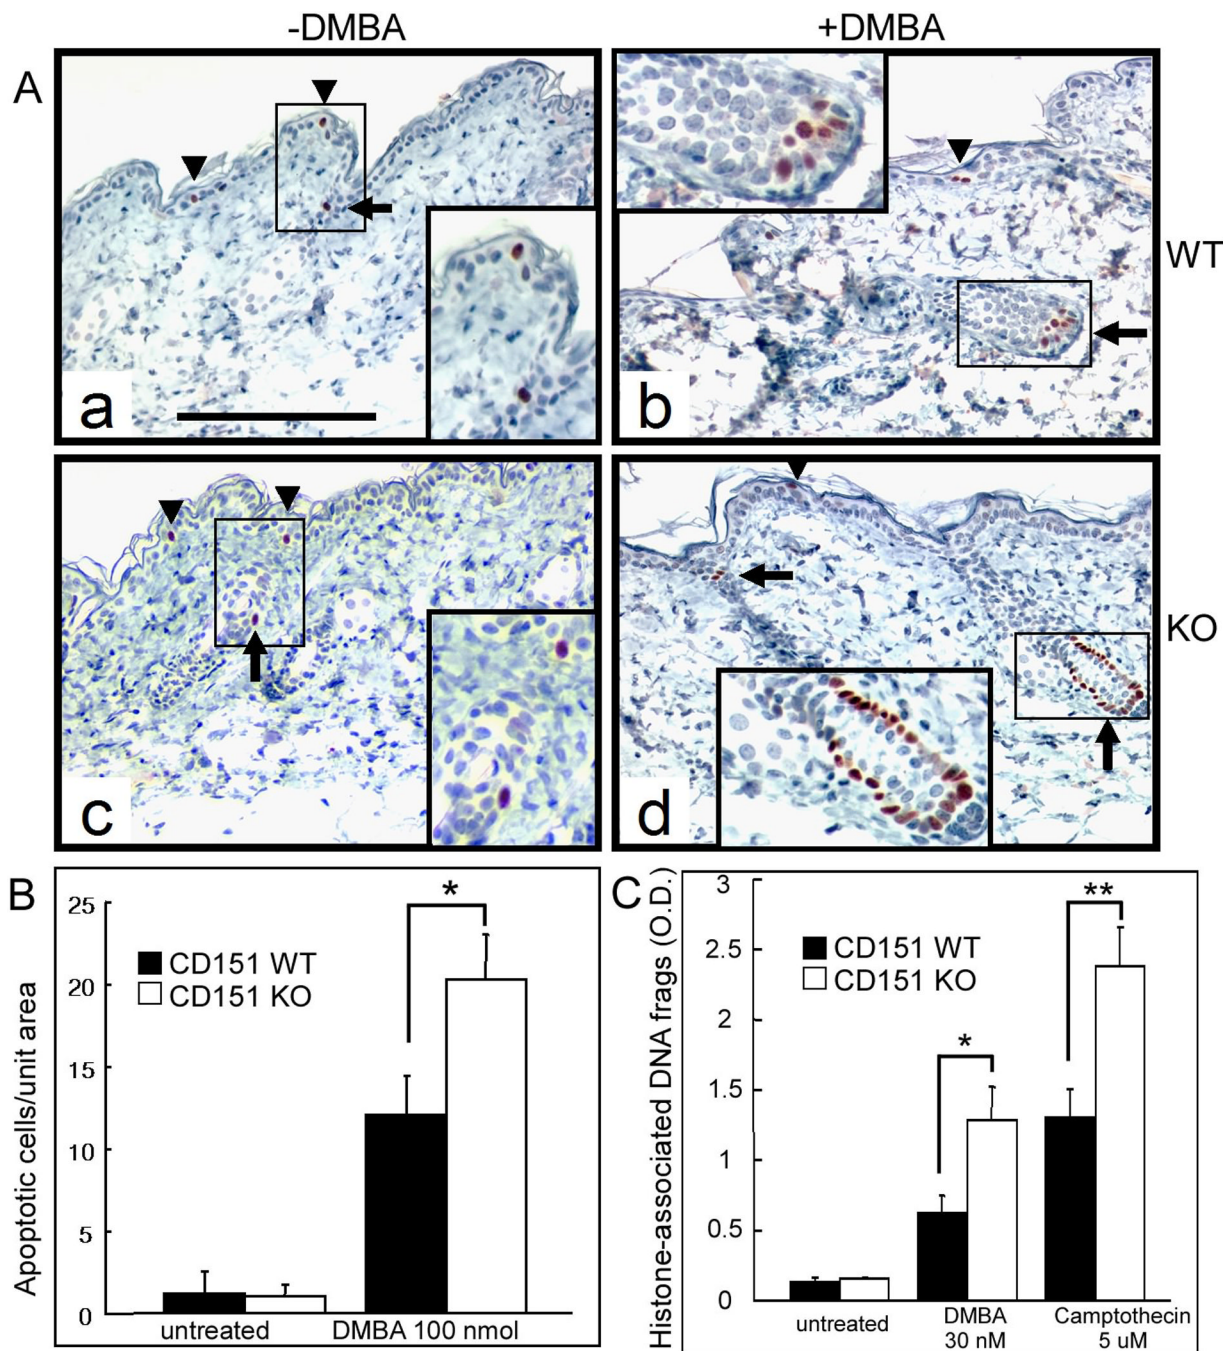 -DMBA
+DMBA
A
a
b
WT
c
d
KO
B
Apoptotic cells/unit area
25
20
15
10
5
0
*
CD151 WT
CD151 KO
untreated
DMBA 100 nmol
C
Histone-associated DNA frags (O.D.)
3
2.5
2
1.5
1
0.5
0
*
**
CD151 WT
CD151 KO
untreated
DMBA
30 nM
Camptothecin
5 uM